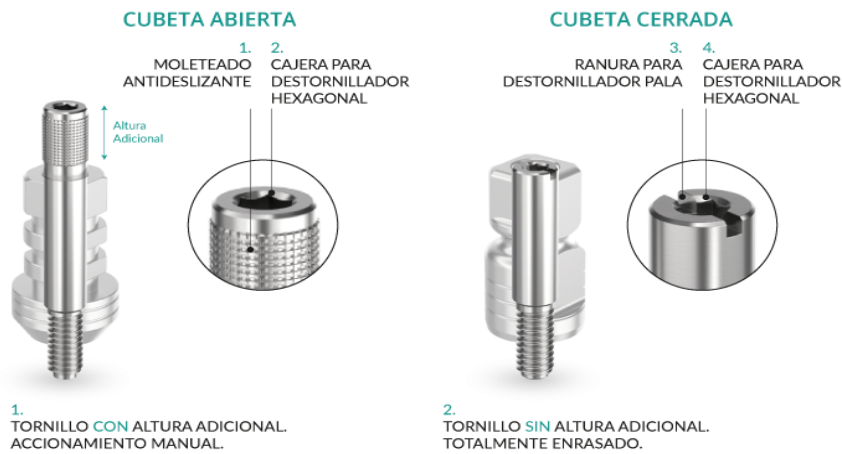 CUBETA ABIERTA
1. 2.
MOLETEADO
ANTIDESLIZANTE
CAJERA PARA
DESTORNILLADOR
HEXAGONAL
Altura
Adicional
1.
TORNILLO CON ALTURA ADICIONAL.
ACCIONAMIENTO MANUAL.
CUBETA CERRADA
3. 4.
RANURA PARA
DESTORNILLADOR PALA
CAJERA PARA
DESTORNILLADOR
HEXAGONAL
2.
TORNILLO SIN ALTURA ADICIONAL.
TOTALMENTE ENRASADO.